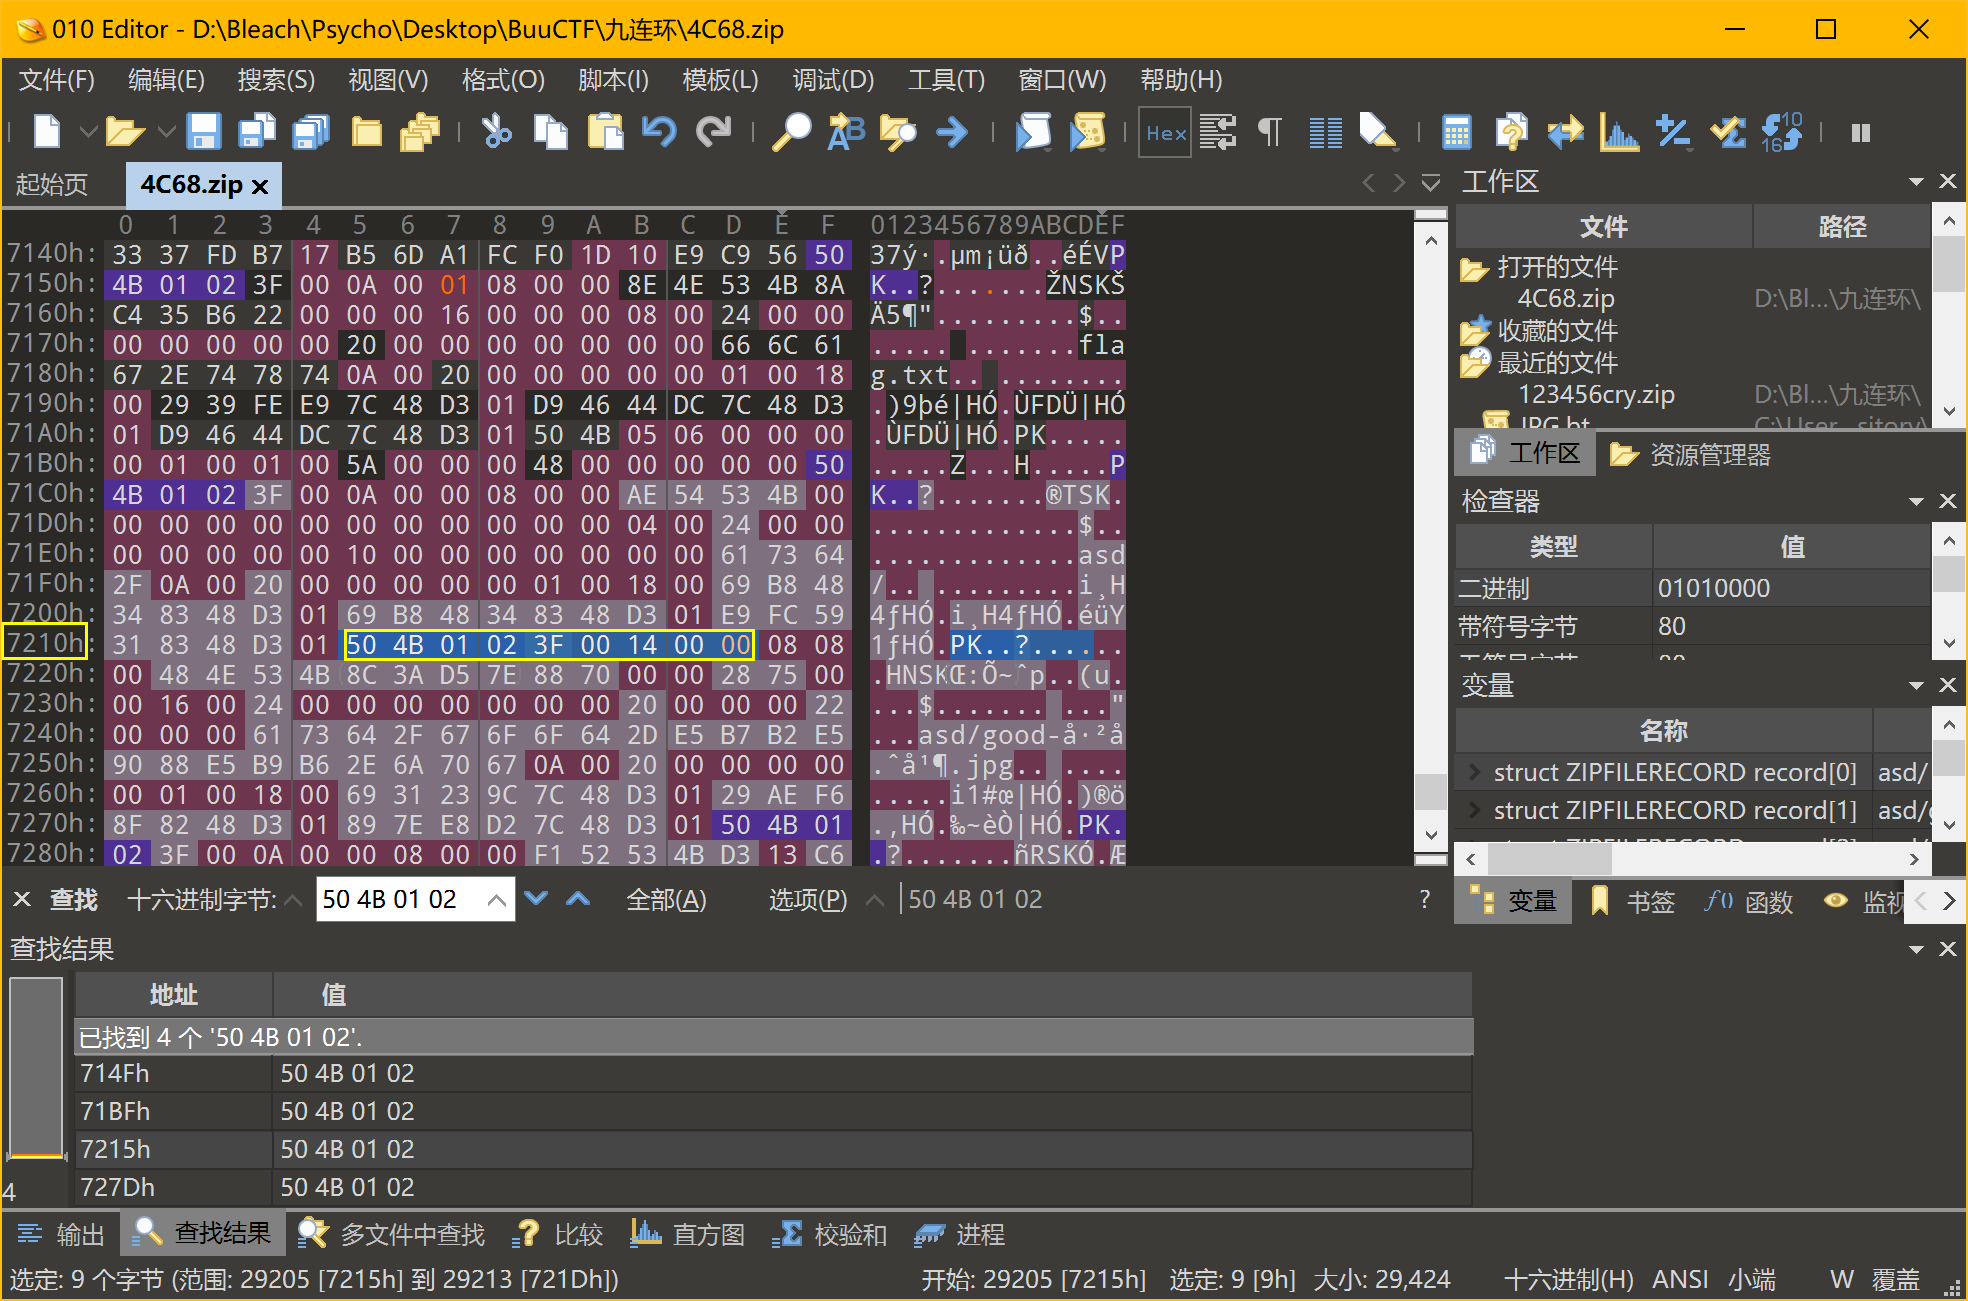 010 Editor - D:\Bleach\Psycho\Desktop\BuuCTF\九连环\4C68.zip
文件(F) 编辑(E) 搜索(S) 视图(V) 格式(O) 脚本(I) 模板(L) 调试(D) 工具(T) 窗口(W) 帮助(H)
Hex
起始页 4C68.zip
0 1 2 3 4 5 6 7 8 9 A B C D E F 0123456789ABCDEF
7140h: 33 37 FD B7 17 B5 6D A1 FC F0 1D 10 E9 C9 56 50 37ý·.µm¡üð..éÉVP
7150h: 4B 01 02 3F 00 0A 00 01 08 00 00 8E 4E 53 4B 8A K..?.......ŽNSKŠ
7160h: C4 35 B6 22 00 00 00 16 00 00 00 08 00 24 00 00 Ä5¶".........$..
7170h: 00 00 00 00 00 20 00 00 00 00 00 00 00 66 6C 61 ..... .......fla
7180h: 67 2E 74 78 74 0A 00 20 00 00 00 00 00 01 00 18 g.txt.. ........
7190h: 00 29 39 FE E9 7C 48 D3 01 D9 46 44 DC 7C 48 D3 .)9þé|HÓ.ÙFDÜ|HÓ
71A0h: 01 D9 46 44 DC 7C 48 D3 01 50 4B 05 06 00 00 00 .ÙFDÜ|HÓ.PK.....
71B0h: 00 01 00 01 00 5A 00 00 00 48 00 00 00 00 00 50 .....Z...H.....P
71C0h: 4B 01 02 3F 00 0A 00 00 08 00 00 AE 54 53 4B 00 K..?.......®TSK.
71D0h: 00 00 00 00 00 00 00 00 00 00 00 04 00 24 00 00 .............$..
71E0h: 00 00 00 00 00 10 00 00 00 00 00 00 00 61 73 64 .............asd
71F0h: 2F 0A 00 20 00 00 00 00 00 01 00 18 00 69 B8 48 /.. .........i¸H
7200h: 34 83 48 D3 01 69 B8 48 34 83 48 D3 01 E9 FC 59 4ƒHÓ.i¸H4ƒHÓ.éüY
7210h: 31 83 48 D3 01 50 4B 01 02 3F 00 14 00 00 08 08 1ƒHÓ.PK..?......
7220h: 00 48 4E 53 4B 8C 3A D5 7E 88 70 00 00 28 75 00 .HNSKŒ:Õ~ˆp..(u.
7230h: 00 16 00 24 00 00 00 00 00 00 00 20 00 00 00 22 ...$....... ..."
7240h: 00 00 00 61 73 64 2F 67 6F 6F 64 2D E5 B7 B2 E5 ...asd/good-å·²å
7250h: 90 88 E5 B9 B6 2E 6A 70 67 0A 00 20 00 00 00 00 .ˆå¹¶.jpg.. ....
7260h: 00 01 00 18 00 69 31 23 9C 7C 48 D3 01 29 AE F6 .....i1#œ|HÓ.)®ö
7270h: 8F 82 48 D3 01 89 7E E8 D2 7C 48 D3 01 50 4B 01 .‚HÓ.‰~èÒ|HÓ.PK.
7280h: 02 3F 00 0A 00 00 08 00 00 F1 52 53 4B D3 13 C6 .?.......ñRSKÓ.Æ
工作区
文件 路径
打开的文件
4C68.zip D:\Bl...\九连环\
收藏的文件
最近的文件
123456cry.zip D:\Bl...\九连环\
工作区 资源管理器
检查器
类型 值
二进制 01010000
带符号字节 80
变量
名称
struct ZIPFILERECORD record[0] asd/
struct ZIPFILERECORD record[1] asd/g
变量 书签 函数 监视
查找 十六进制字节: 50 4B 01 02 全部(A) 选项(P) 50 4B 01 02 ?
查找结果
地址 值
已找到 4 个 '50 4B 01 02'.
714Fh 50 4B 01 02
71BFh 50 4B 01 02
7215h 50 4B 01 02
727Dh 50 4B 01 02
4
输出 查找结果 多文件中查找 比较 直方图 校验和 进程
选定: 9 个字节 (范围: 29205 [7215h] 到 29213 [721Dh]) 开始: 29205 [7215h] 选定: 9 [9h] 大小: 29,424 十六进制(H) ANSI 小端 W 覆盖